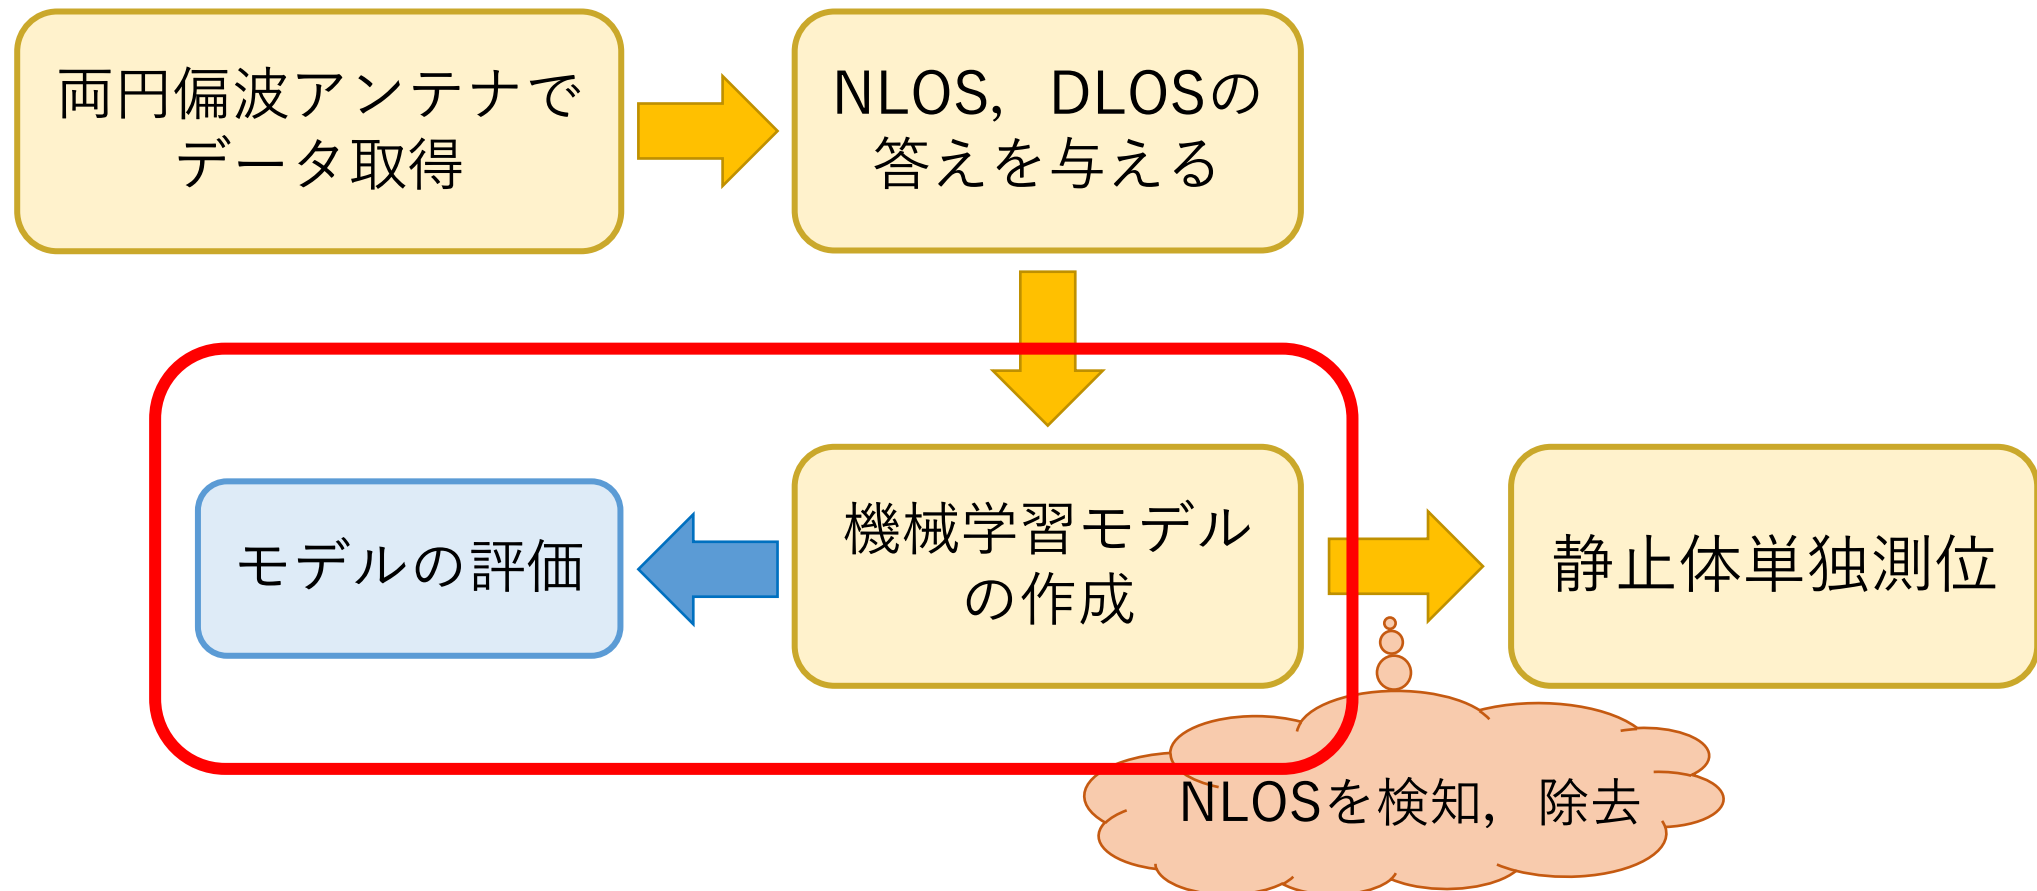 両円偏波アンテナで
データ取得
NLOS，DLOSの
答えを与える
モデルの評価
機械学習モデル
の作成
静止体単独測位
NLOSを検知，除去